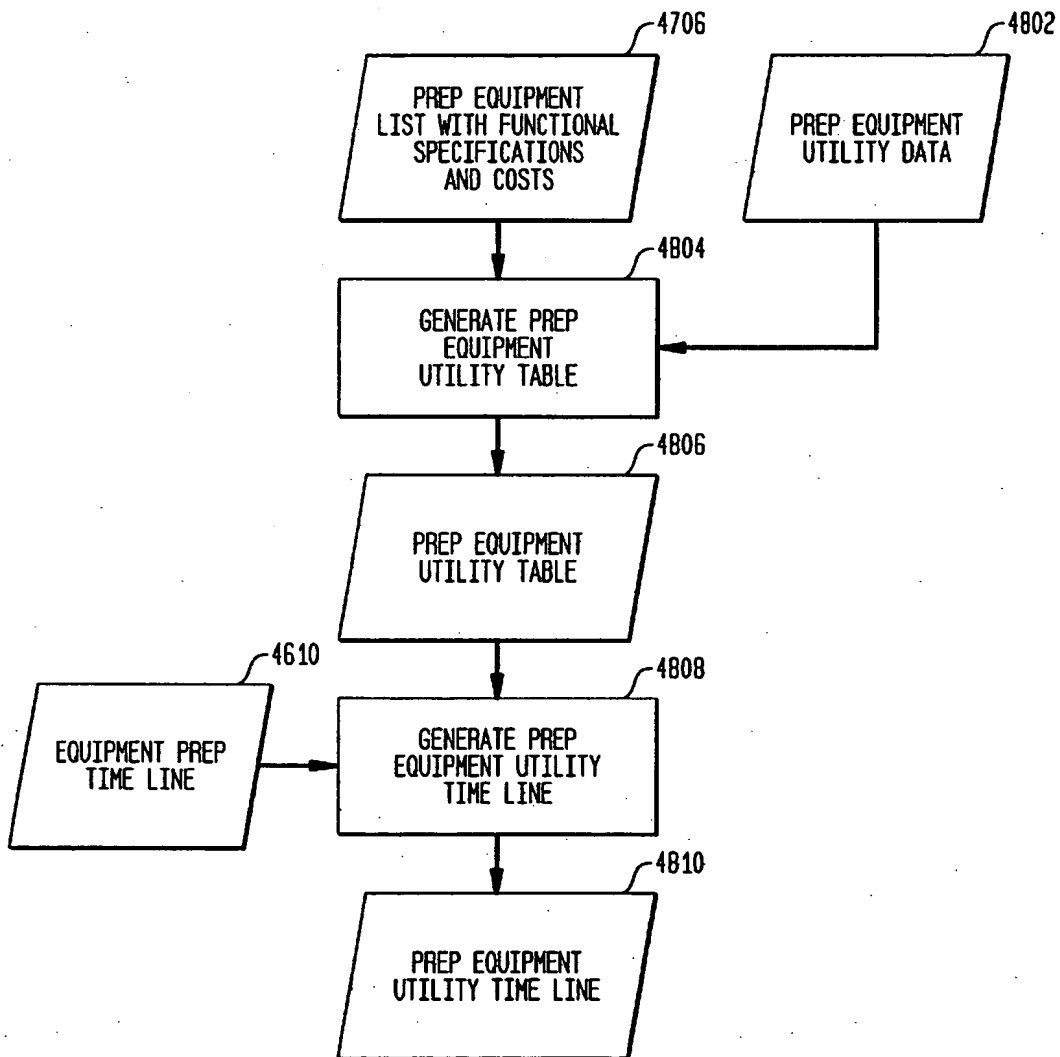 4706
4802
PREP EQUIPMENT
LIST WITH FUNCTIONAL
SPECIFICATIONS
AND COSTS
PREP EQUIPMENT
UTILITY DATA
4804
GENERATE PREP
EQUIPMENT
UTILITY TABLE
4806
PREP EQUIPMENT
UTILITY TABLE
4610
4808
EQUIPMENT PREP
TIME LINE
GENERATE PREP
EQUIPMENT UTILITY
TIME LINE
4810
PREP EQUIPMENT
UTILITY TIME LINE